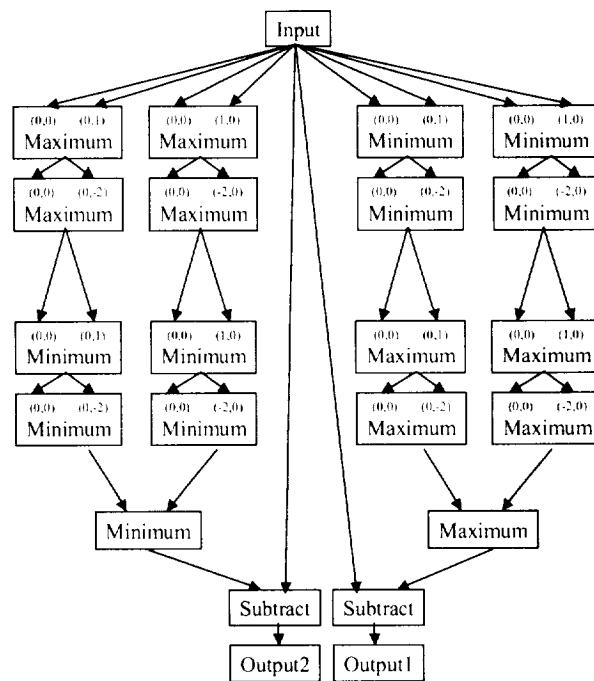 Input
(0,0) (0,1) (0,0) (1,0) (0,0) (0,1) (0,0) (1,0)
Maximum Maximum Minimum Minimum
(0,0) (0,-2) (0,0) (-2,0) (0,0) (0,-2) (0,0) (-2,0)
Maximum Maximum Minimum Minimum
(0,0) (0,1) (0,0) (1,0) (0,0) (0,1) (0,0) (1,0)
Minimum Minimum Maximum Maximum
(0,0) (0,-2) (0,0) (-2,0) (0,0) (0,-2) (0,0) (-2,0)
Minimum Minimum Maximum Maximum
Minimum Maximum
Subtract Subtract
Output2 Output1